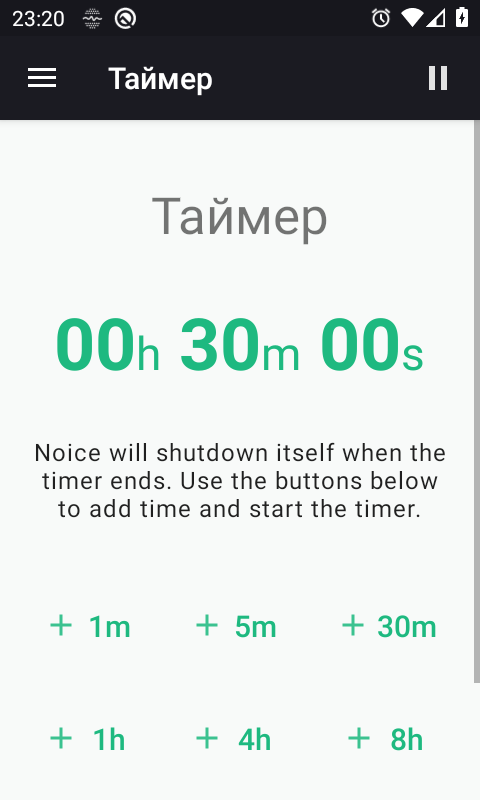 23:20
Таймер
Таймер
00h 30m 00s
Noice will shutdown itself when the
timer ends. Use the buttons below
to add time and start the timer.
+ 1m + 5m + 30m
+ 1h + 4h + 8h